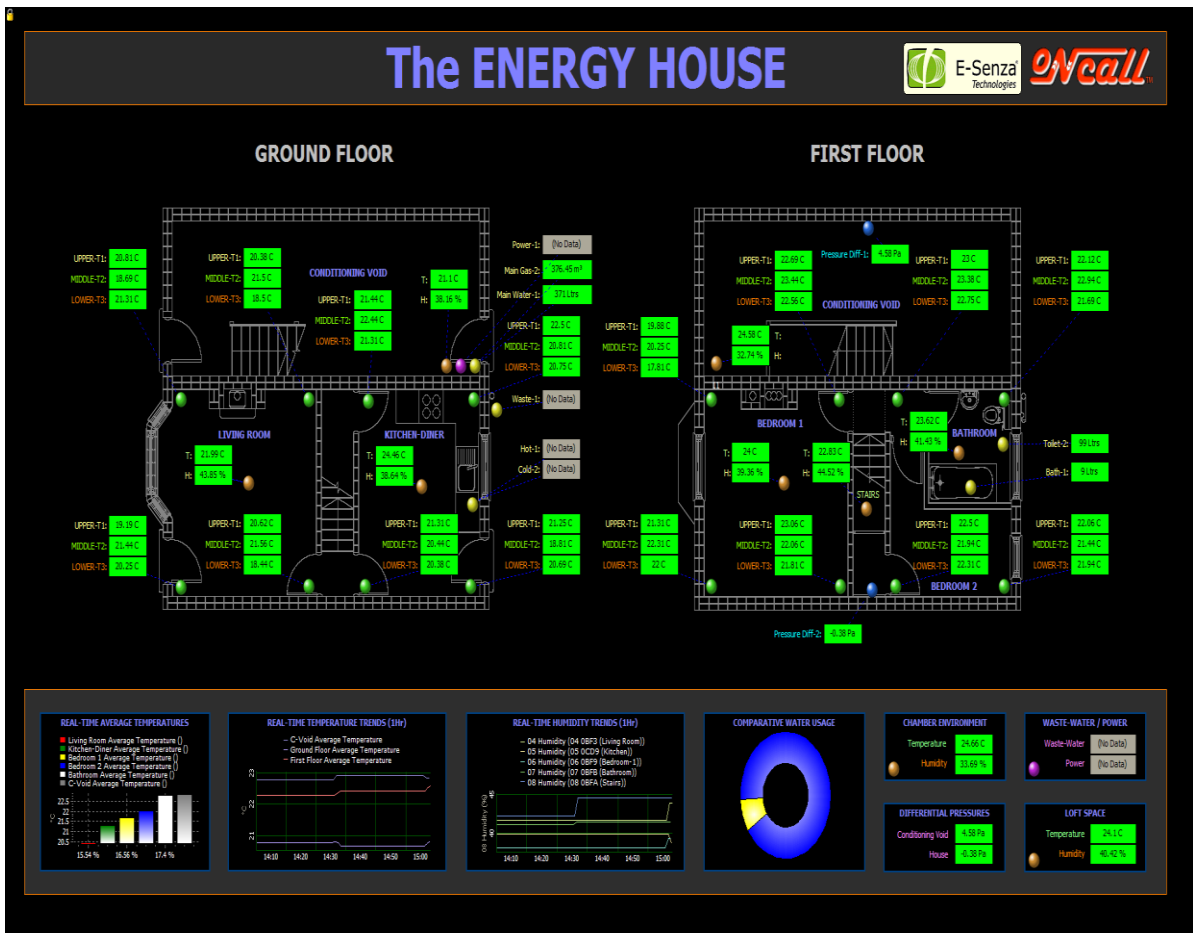 The ENERGY HOUSE
E-Senza
Technologies
ONcall
TM
GROUND FLOOR
FIRST FLOOR
UPPER-T1: 20.81 C
MIDDLE-T2: 18.69 C
LOWER-T3: 21.31 C
UPPER-T1: 20.38 C
MIDDLE-T2: 21.5 C
LOWER-T3: 18.5 C
CONDITIONING VOID
UPPER-T1: 21.44 C
MIDDLE-T2: 22.44 C
LOWER-T3: 21.31 C
T: 21.1 C
H: 38.16 %
Power-1: (No Data)
Main Gas-2: 376.45 m³
Main Water-1: 371 Ltrs
UPPER-T1: 22.5 C
MIDDLE-T2: 20.81 C
LOWER-T3: 20.75 C
Waste-1: (No Data)
Hot-1: (No Data)
Cold-2: (No Data)
LIVING ROOM
T: 21.99 C
H: 43.85 %
KITCHEN-DINER
T: 24.46 C
H: 38.64 %
UPPER-T1: 19.19 C
MIDDLE-T2: 21.44 C
LOWER-T3: 20.25 C
UPPER-T1: 20.62 C
MIDDLE-T2: 21.56 C
LOWER-T3: 18.44 C
UPPER-T1: 21.31 C
MIDDLE-T2: 20.44 C
LOWER-T3: 20.38 C
UPPER-T1: 21.25 C
MIDDLE-T2: 18.81 C
LOWER-T3: 20.69 C
UPPER-T1: 19.88 C
MIDDLE-T2: 20.25 C
LOWER-T3: 17.81 C
UPPER-T1: 22.69 C
MIDDLE-T2: 23.44 C
LOWER-T3: 22.56 C
Pressure Diff-1: 4.58 Pa
CONDITIONING VOID
UPPER-T1: 23 C
MIDDLE-T2: 23.38 C
LOWER-T3: 22.75 C
UPPER-T1: 22.12 C
MIDDLE-T2: 22.94 C
LOWER-T3: 21.69 C
24.58 C T:
32.74 % H:
11
BEDROOM 1
T: 24 C
H: 39.36 %
T: 22.83 C
H: 44.52 %
STAIRS
T: 23.62 C
H: 41.43 %
BATHROOM
Toilet-2: 99 Ltrs
Bath-1: 9 Ltrs
UPPER-T1: 21.31 C
MIDDLE-T2: 22.31 C
LOWER-T3: 22 C
UPPER-T1: 23.06 C
MIDDLE-T2: 22.06 C
LOWER-T3: 21.81 C
UPPER-T1: 22.5 C
MIDDLE-T2: 21.94 C
LOWER-T3: 22.31 C
BEDROOM 2
UPPER-T1: 22.06 C
MIDDLE-T2: 21.44 C
LOWER-T3: 21.94 C
Pressure Diff-2: -0.38 Pa
REAL-TIME AVERAGE TEMPERATURES
Living Room Average Temperature ()
Kitchen-Diner Average Temperature ()
Bedroom 1 Average Temperature ()
Bedroom 2 Average Temperature ()
Bathroom Average Temperature ()
C-Void Average Temperature ()
22.5
22
21.5
21
20.5
°C
15.54 % 16.56 % 17.4 %
REAL-TIME TEMPERATURE TRENDS (1Hr)
– C-Void Average Temperature
– Ground Floor Average Temperature
– First Floor Average Temperature
23
22
21
°C
14:10 14:20 14:30 14:40 14:50 15:00
REAL-TIME HUMIDITY TRENDS (1Hr)
– 04 Humidity (04 0BF3 (Living Room))
– 05 Humidity (05 0CD9 (Kitchen))
– 06 Humidity (06 0BF9 (Bedroom-1))
– 07 Humidity (07 0BFB (Bathroom))
– 08 Humidity (08 0BFA (Stairs))
45
40
08 Humidity (%)
14:10 14:20 14:30 14:40 14:50 15:00
COMPARATIVE WATER USAGE
CHAMBER ENVIRONMENT
Temperature 24.66 C
Humidity 33.69 %
WASTE-WATER / POWER
Waste-Water (No Data)
Power (No Data)
DIFFERENTIAL PRESSURES
Conditioning Void 4.58 Pa
House -0.38 Pa
LOFT SPACE
Temperature 24.1 C
Humidity 40.42 %